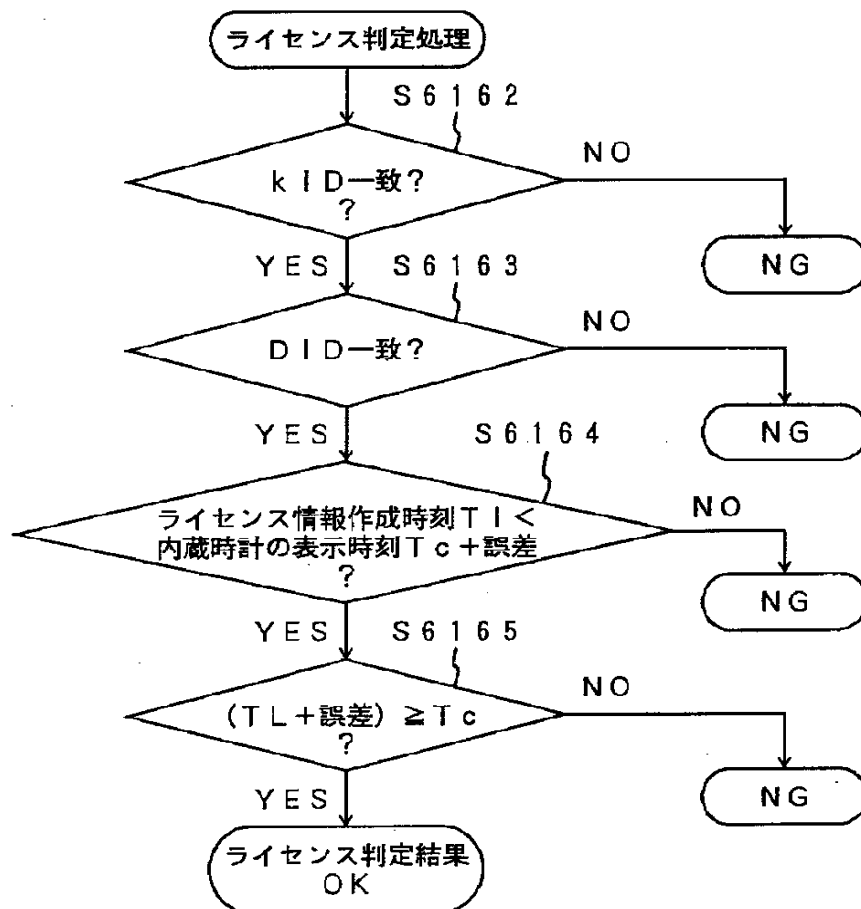 ライセンス判定処理
S6162
kID一致?
?
NO
NG
YES
S6163
DID一致?
NO
NG
YES
S6164
ライセンス情報作成時刻Tl<
内蔵時計の表示時刻Tc+誤差
?
NO
NG
YES
S6165
(TL+誤差)≧Tc
?
NO
NG
YES
ライセンス判定結果
OK